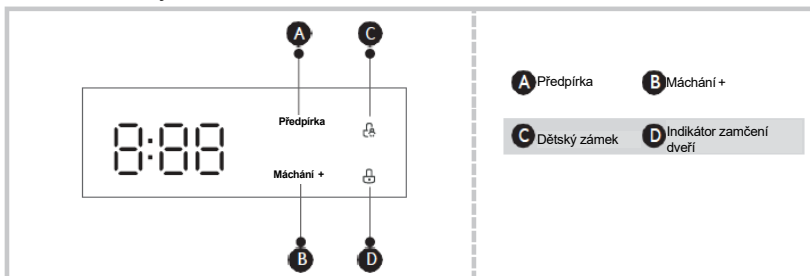 A C
8:88
Předpírka
Máchání +
B D
A Předpírka B Máchání +
C Dětský zámek D Indikátor zamčení
dveří